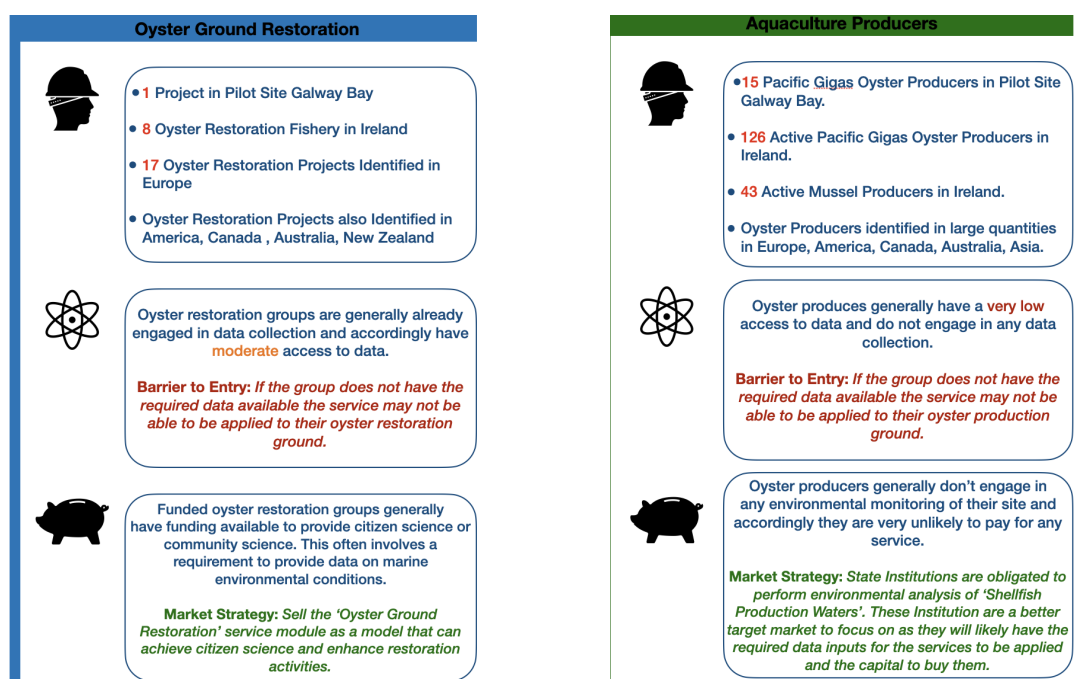 Oyster Ground Restoration
•1 Project in Pilot Site Galway Bay
• 8 Oyster Restoration Fishery in Ireland
• 17 Oyster Restoration Projects Identified in
Europe
• Oyster Restoration Projects also Identified in
America, Canada , Australia, New Zealand
Oyster restoration groups are generally already
engaged in data collection and accordingly have
moderate access to data.
Barrier to Entry: If the group does not have the
required data available the service may not be
able to be applied to their oyster restoration
ground.
Funded oyster restoration groups generally
have funding available to provide citizen science or
community science. This often involves a
requirement to provide data on marine
environmental conditions.
Market Strategy: Sell the ‘Oyster Ground
Restoration’ service module as a model that can
achieve citizen science and enhance restoration
activities.
Aquaculture Producers
•15 Pacific Gigas Oyster Producers in Pilot Site
Galway Bay.
• 126 Active Pacific Gigas Oyster Producers in
Ireland.
• 43 Active Mussel Producers in Ireland.
• Oyster Producers identified in large quantities
in Europe, America, Canada, Australia, Asia.
Oyster produces generally have a very low
access to data and do not engage in any data
collection.
Barrier to Entry: If the group does not have the
required data available the service may not be
able to be applied to their oyster production
ground.
Oyster producers generally don’t engage in
any environmental monitoring of their site and
accordingly they are very unlikely to pay for any
service.
Market Strategy: State Institutions are obligated to
perform environmental analysis of ‘Shellfish
Production Waters’. These Institution are a better
target market to focus on as they will likely have the
required data inputs for the services to be applied
and the capital to buy them.